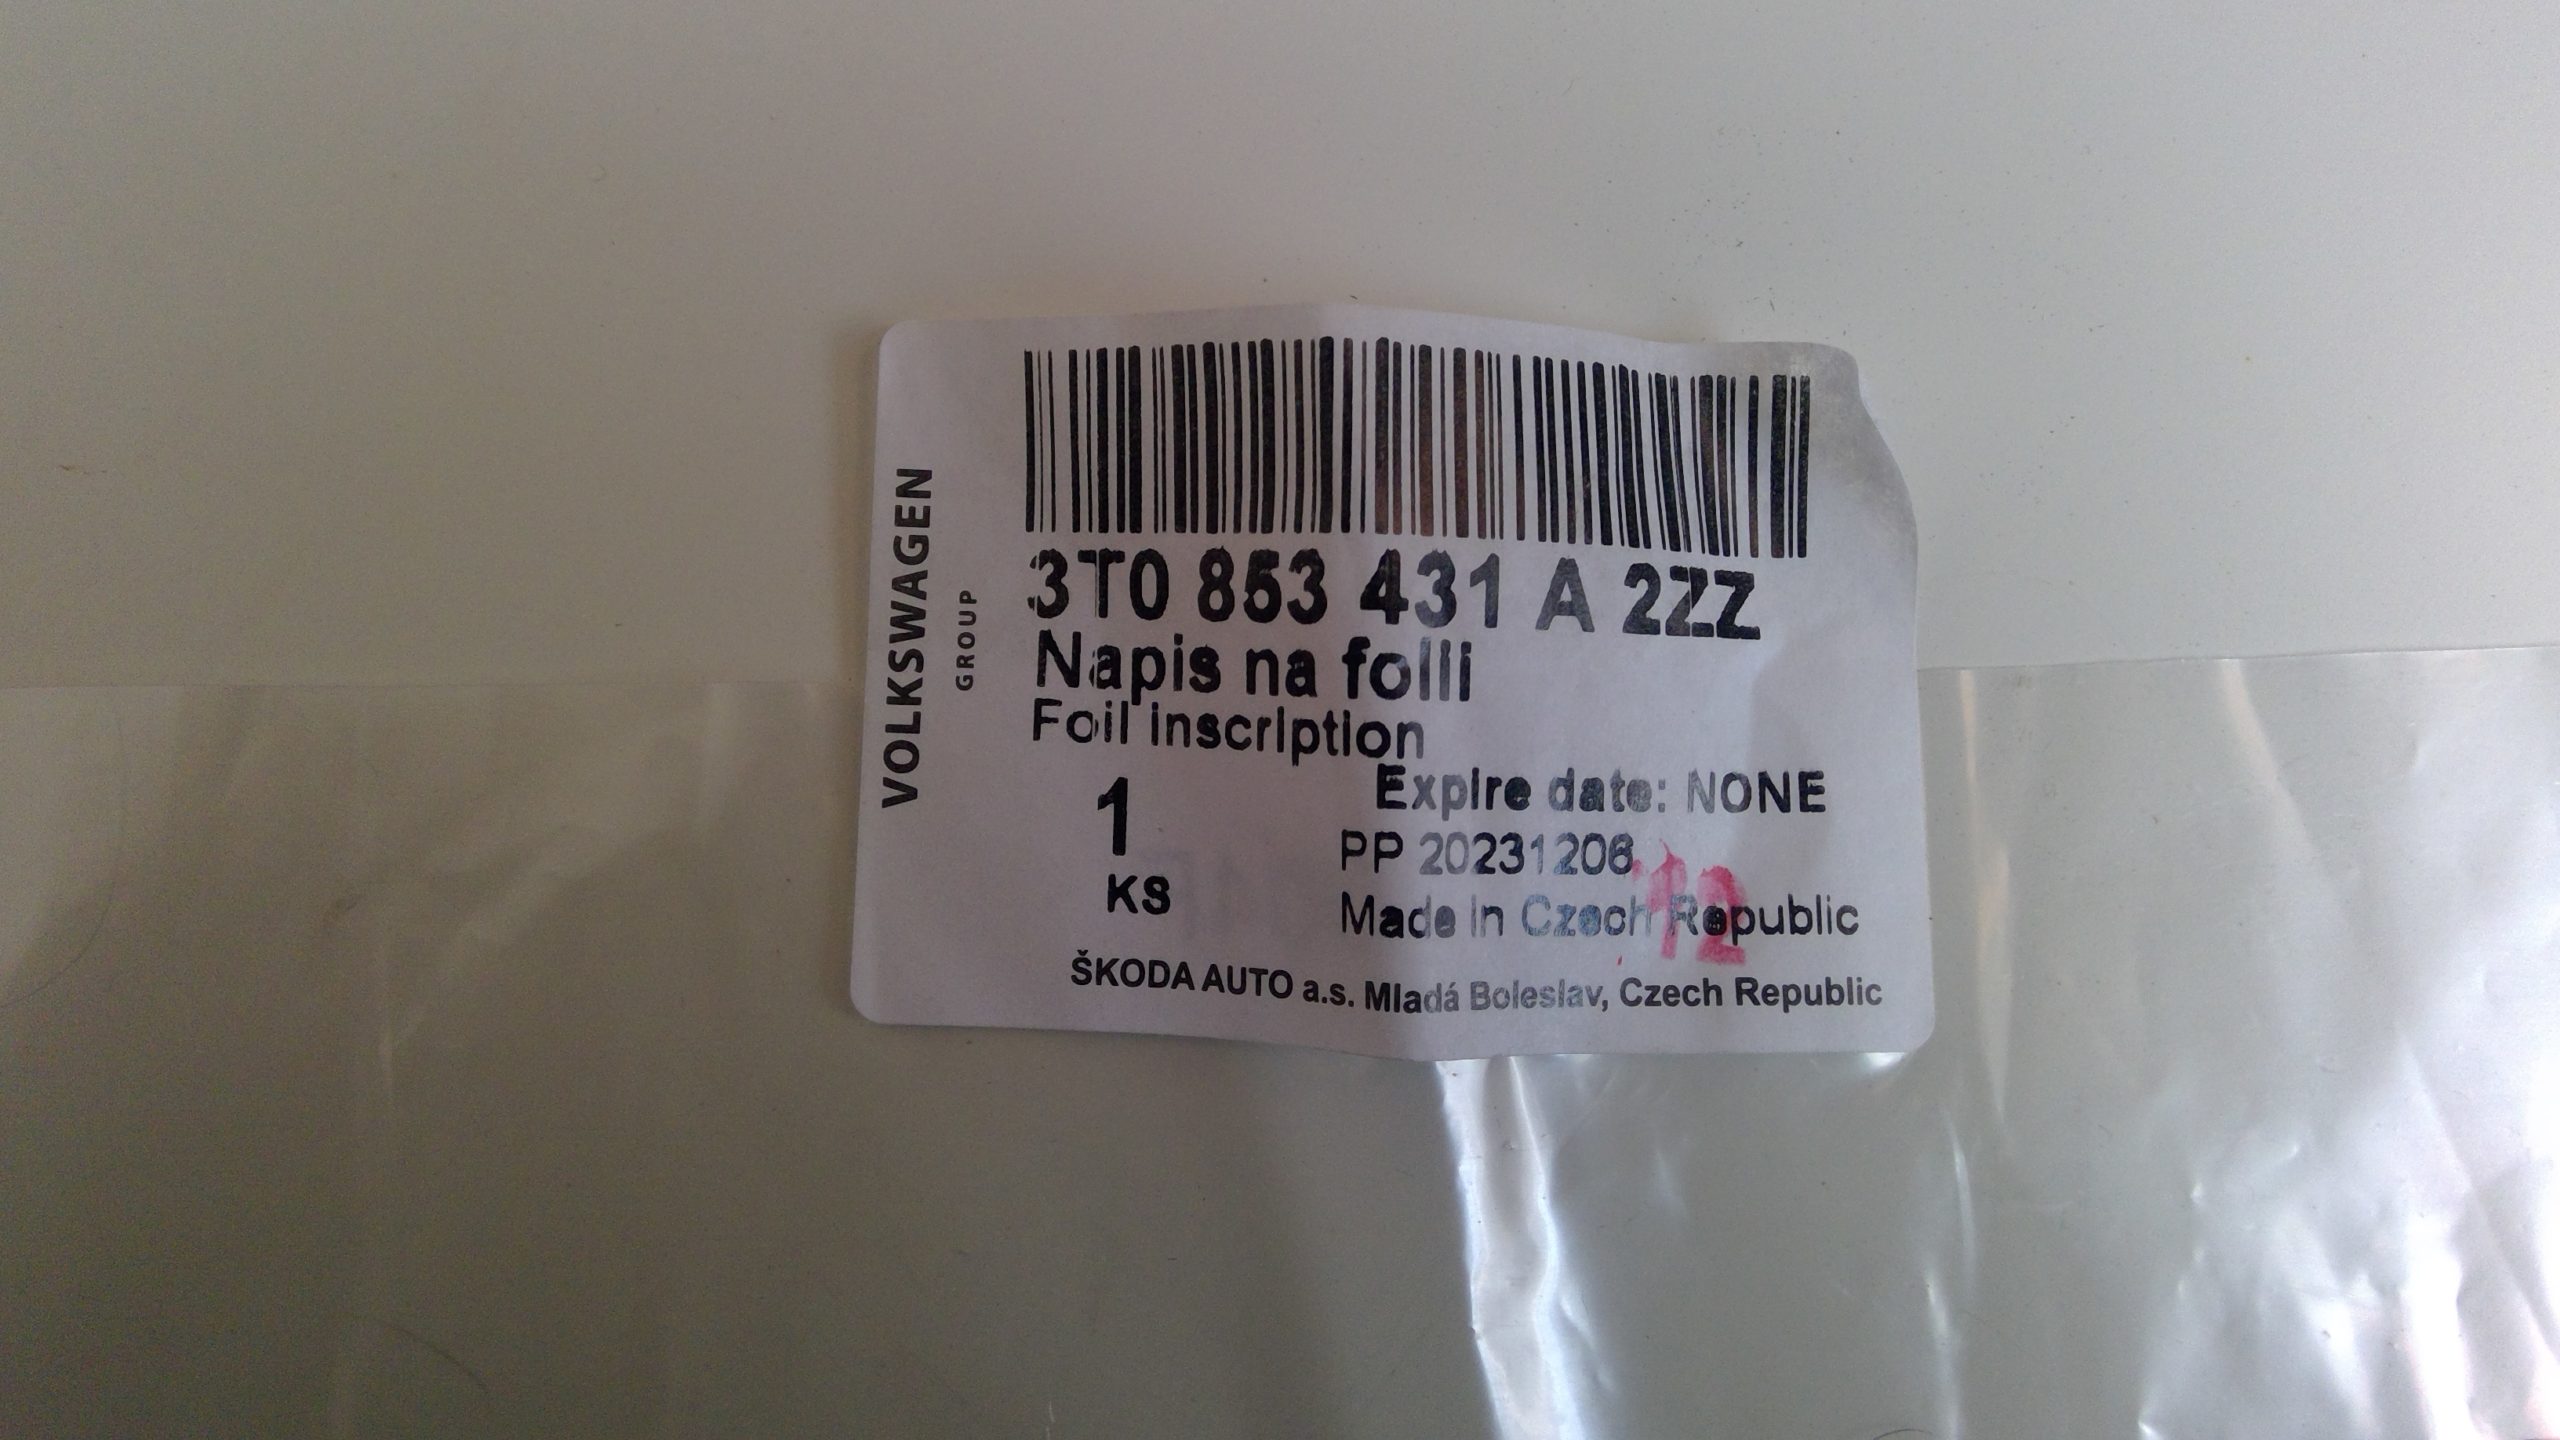 VOLKSWAGEN
GROUP
3T0 853 431 A 2ZZ
Napis na folii
Foil inscription
1
KS
Expire date: NONE
PP 20231206
12
Made in Czech Republic
ŠKODA AUTO a.s. Mladá Boleslav, Czech Republic